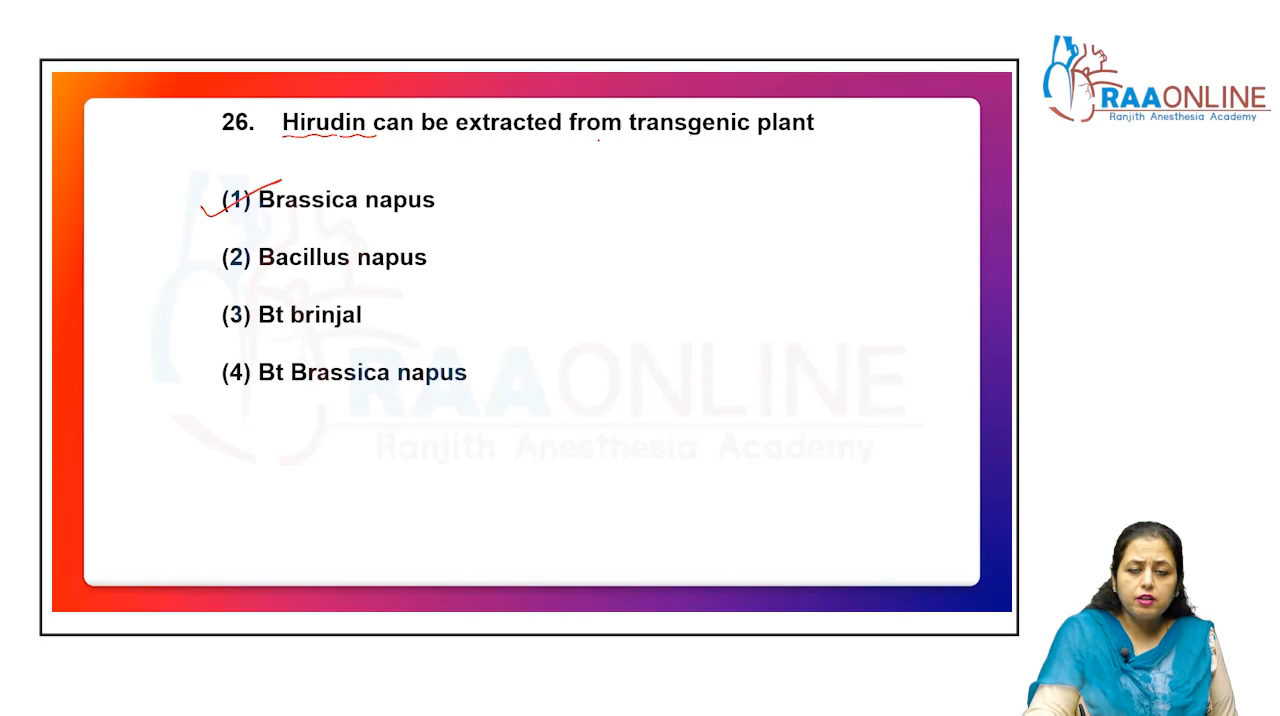 RAAONLINE
Ranjith Anesthesia Academy
26. Hirudin can be extracted from transgenic plant
(1) Brassica napus
(2) Bacillus napus
(3) Bt brinjal
(4) Bt Brassica napus
RAAONLINE
Ranjith Anesthesia Academy